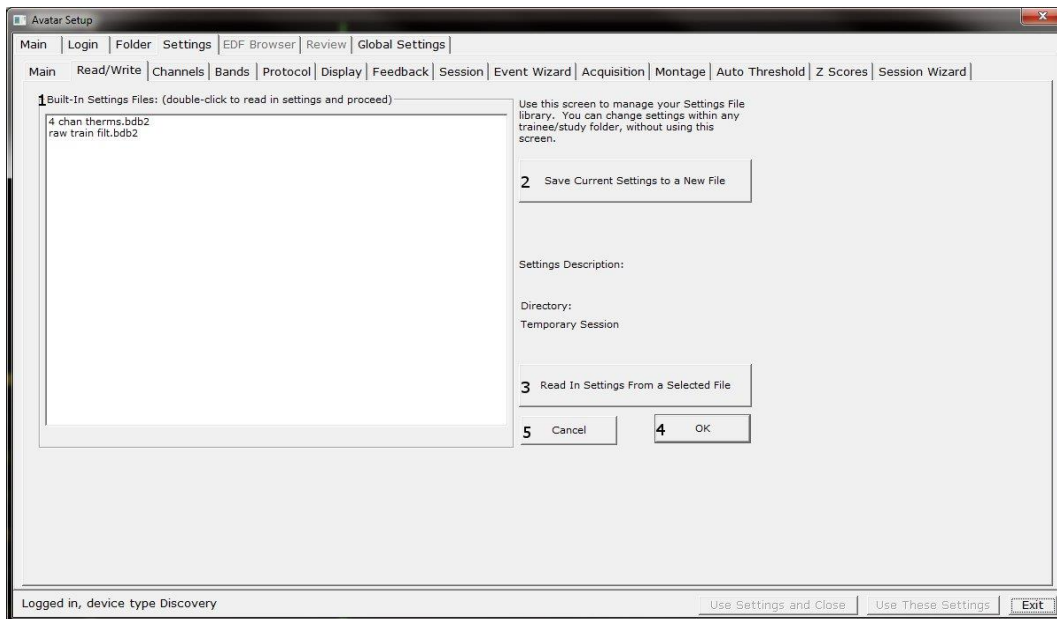 Avatar Setup
Main Login Folder Settings EDF Browser Review Global Settings
Main Read/Write Channels Bands Protocol Display Feedback Session Event Wizard Acquisition Montage Auto Threshold Z Scores Session Wizard
1 Built-In Settings Files: (double-click to read in settings and proceed)
4 chan therms.bdb2
raw train filt.bdb2
Use this screen to manage your Settings File
library. You can change settings within any
trainee/study folder, without using this
screen.
2 Save Current Settings to a New File
Settings Description:
Directory:
Temporary Session
3 Read In Settings From a Selected File
5 Cancel
4 OK
Logged in, device type Discovery
Use Settings and Close
Use These Settings
Exit